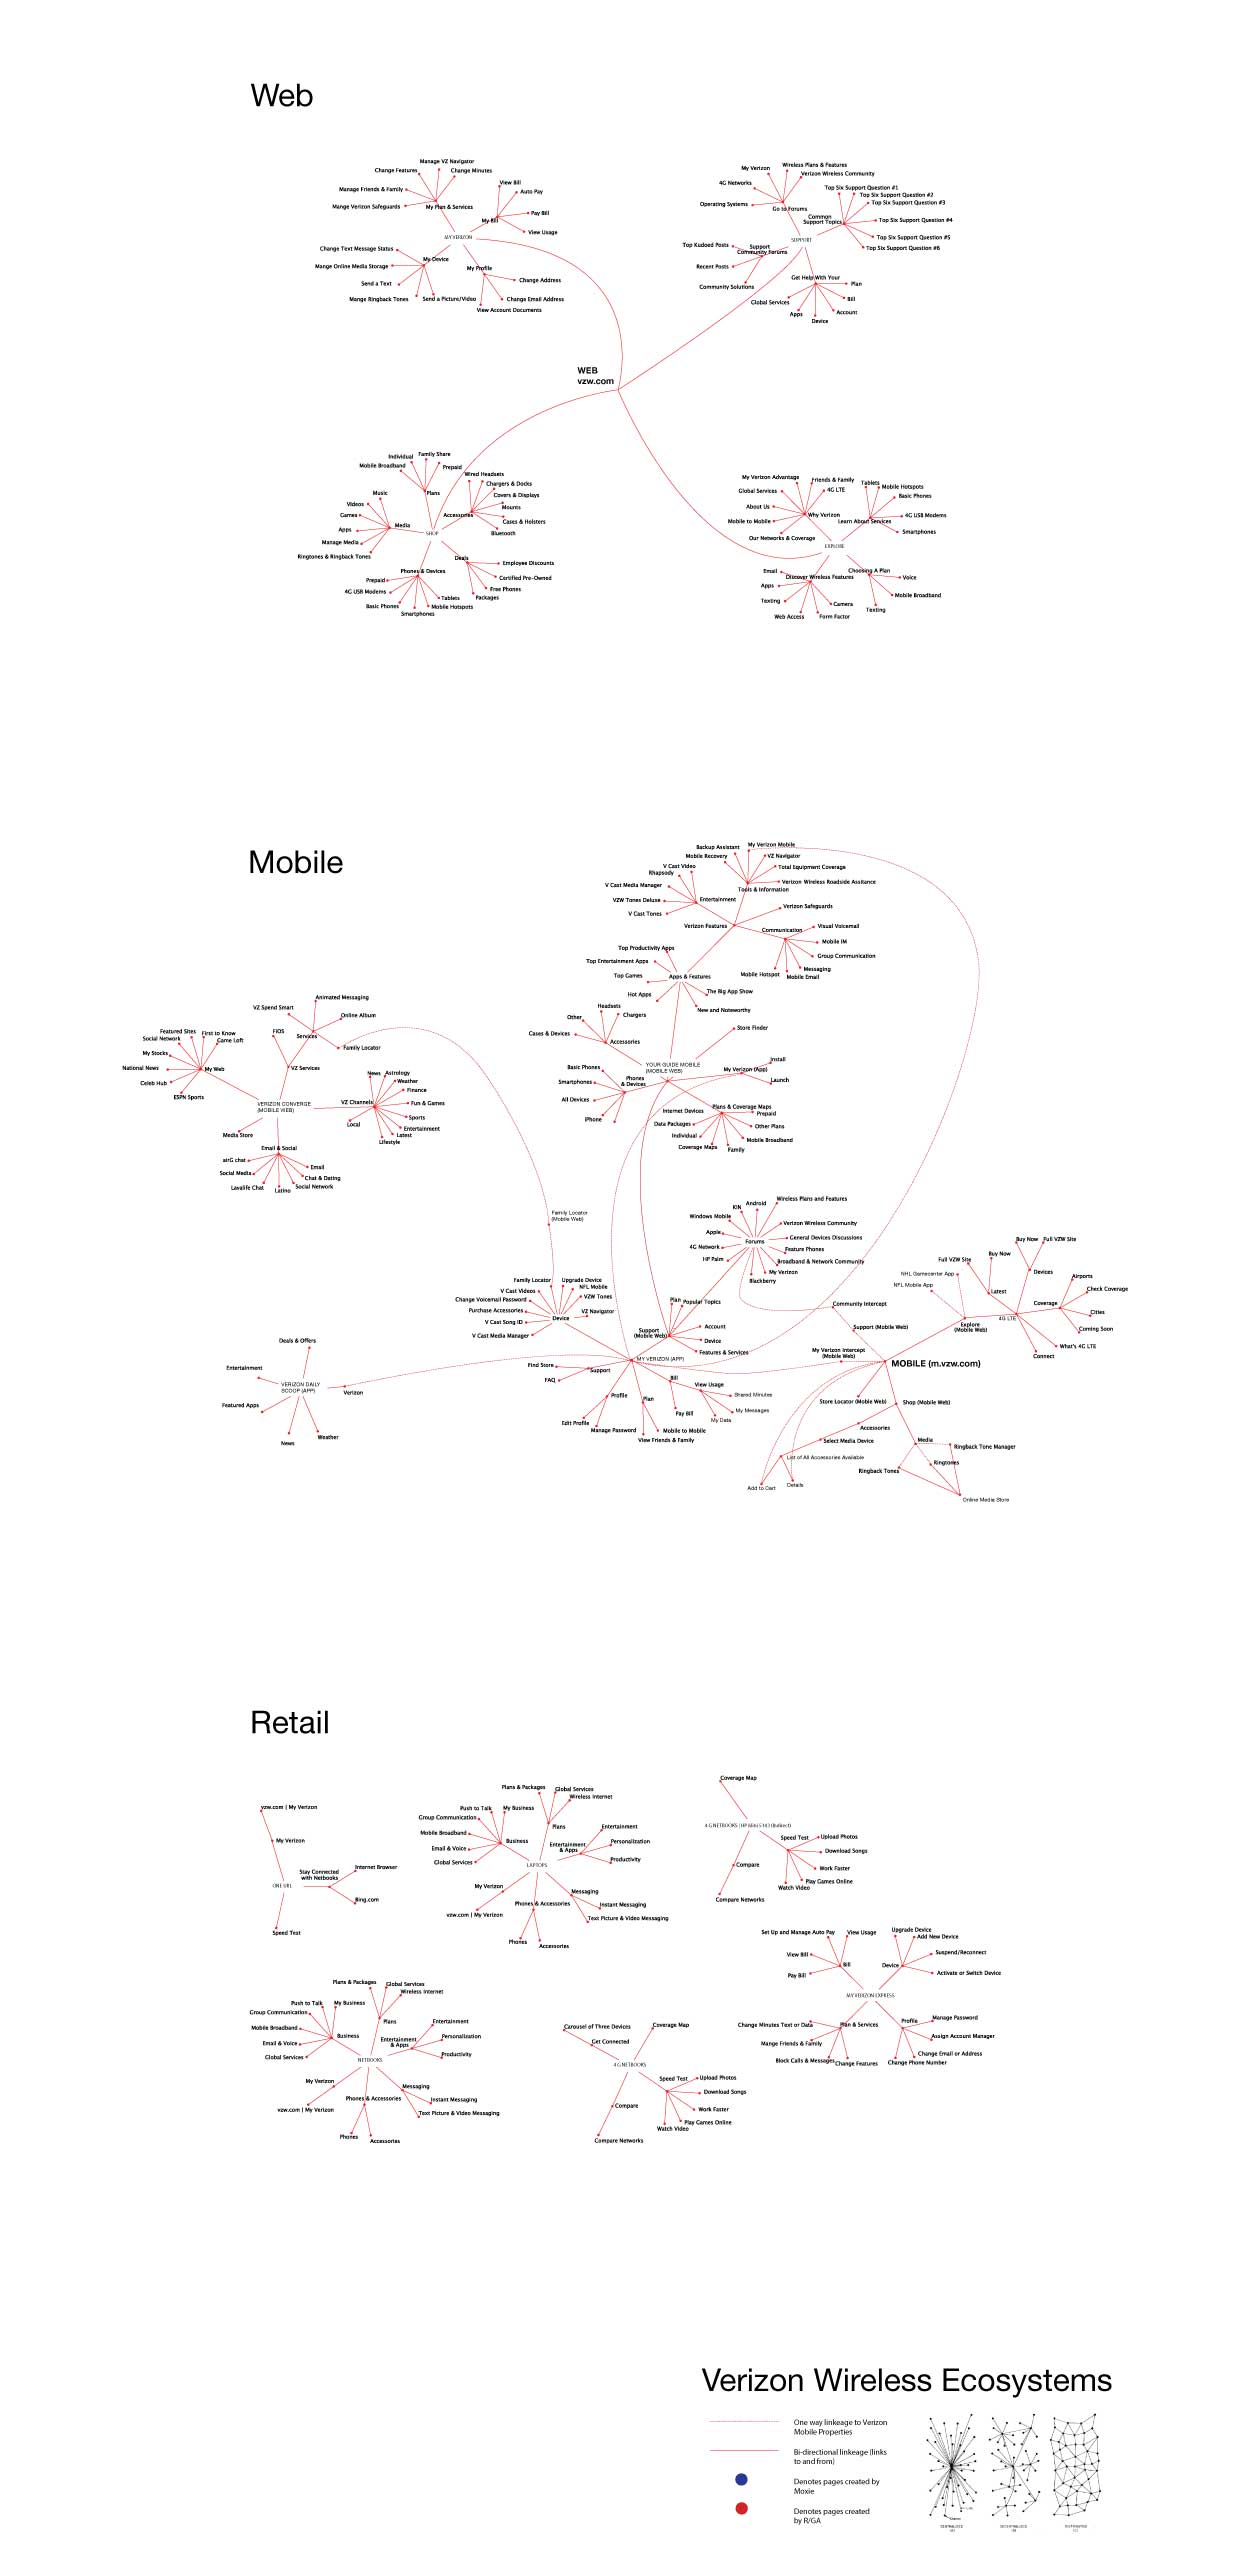 Web
Manage VZ Navigator
Change Features
Change Minutes
Manage Friends & Family
Mange Verizon Safeguards
My Plan & Services
View Bill
Auto Pay
Pay Bill
My Bill
View Usage
MY VERIZON
Change Text Message Status
My Device
Mange Online Media Storage
My Profile
Send a Text
Change Address
Mange Ringback Tones
Send a Picture/Video
Change Email Address
View Account Documents
My Verizon
Wireless Plans & Features
Verizon Wireless Community
4G Networks
Operating Systems
Go to Forums
Top Six Support Question #1
Top Six Support Question #2
Top Six Support Question #3
Common
Support Topics
Top Six Support Question #4
Top Six Support Question #5
Top Six Support Question #6
SUPPORT
Top Kudoed Posts
Support
Community Forums
Recent Posts
Community Solutions
Get Help With Your
Plan
Bill
Global Services
Apps
Account
Device
WEB
vzw.com
Individual
Family Share
Mobile Broadband
Prepaid
Plans
Wired Headsets
Chargers & Docks
Covers & Displays
Mounts
Accessories
Cases & Holsters
Bluetooth
Music
Videos
Games
Media
Apps
Manage Media
Ringtones & Ringback Tones
SHOP
Deals
Employee Discounts
Certified Pre-Owned
Free Phones
Packages
Phones & Devices
Prepaid
4G USB Modems
Basic Phones
Smartphones
Tablets
Mobile Hotspots
My Verizon Advantage
Friends & Family
Global Services
4G LTE
About Us
Why Verizon
Mobile to Mobile
Our Networks & Coverage
Tablets
Mobile Hotspots
Basic Phones
4G USB Modems
Learn About Services
Smartphones
EXPLORE
Email
Discover Wireless Features
Apps
Texting
Web Access
Form Factor
Camera
Choosing A Plan
Voice
Mobile Broadband
Texting
Mobile
Backup Assistant
My Verizon Mobile
Mobile Recovery
VZ Navigator
Total Equipment Coverage
Verizon Wireless Roadside Assitance
Tools & Information
V Cast Video
Rhapsody
V Cast Media Manager
VZW Tones Deluxe
Entertainment
V Cast Tones
Verizon Safeguards
Verizon Features
Communication
Visual Voicemail
Mobile IM
Group Communication
Messaging
Mobile Hotspot
Mobile Email
Top Productivity Apps
Top Entertainment Apps
Top Games
Apps & Features
Hot Apps
The Big App Show
New and Noteworthy
Headsets
Chargers
Other
Cases & Devices
Accessories
Store Finder
YOUR GUIDE MOBILE
(MOBILE WEB)
Install
My Verizon (App)
Launch
Basic Phones
Phones
& Devices
Smartphones
All Devices
iPhone
Plans & Coverage Maps
Internet Devices
Prepaid
Data Packages
Other Plans
Individual
Mobile Broadband
Coverage Maps
Family
Animated Messaging
VZ Spend Smart
Online Album
Services
Family Locator
FiOS
VZ Services
Featured Sites
First to Know
Social Network
Game Loft
My Stocks
National News
My Web
Celeb Hub
ESPN Sports
VERIZON CONVERGE
(MOBILE WEB)
News
Astrology
Weather
Finance
VZ Channels
Fun & Games
Sports
Local
Entertainment
Latest
Lifestyle
Media Store
Email & Social
airG chat
Email
Social Media
Chat & Dating
Lavalife Chat
Latino
Social Network
Family Locator
(Mobile Web)
Wireless Plans and Features
Android
KIN
Windows Mobile
Verizon Wireless Community
Apple
General Devices Discussions
4G Network
Forums
Feature Phones
HP Palm
Broadband & Network Community
My Verizon
Blackberry
Family Locator
Upgrade Device
V Cast Videos
NFL Mobile
Change Voicemail Password
VZW Tones
Purchase Accessories
VZ Navigator
V Cast Song ID
Device
V Cast Media Manager
Plan
Popular Topics
Support
(Mobile Web)
Account
Device
Features & Services
MY VERIZON (APP)
Find Store
Support
FAQ
Profile
Edit Profile
Manage Password
Plan
View Friends & Family
Mobile to Mobile
Bill
View Usage
Pay Bill
Shared Minutes
My Messages
My Data
Deals & Offers
Entertainment
VERIZON DAILY
SCOOP (APP)
Verizon
Featured Apps
News
Weather
Buy Now
Full VZW Site
Buy Now
Full VZW Site
NHL Gamecenter App
Devices
NFL Mobile App
Latest
Airports
Check Coverage
Coverage
Cities
Explore
(Mobile Web)
4G LTE
Coming Soon
What's 4G LTE
Connect
Community Intercept
Support (Mobile Web)
My Verizon Intercept
(Mobile Web)
MOBILE (m.vzw.com)
Store Locator (Moble Web)
Shop (Mobile Web)
Accessories
Select Media Device
Media
Ringback Tone Manager
List of All Accessories Available
Ringtones
Ringback Tones
Add to Cart
Details
Online Media Store
Retail
vzw.com | My Verizon
My Verizon
Stay Connected
with Netbooks
Internet Browser
ONE URL
Bing.com
Speed Test
Plans & Packages
Global Services
Wireless Internet
Push to Talk
My Business
Group Communication
Plans
Mobile Broadband
Business
Entertainment
Email & Voice
Entertainment
& Apps
Personalization
Global Services
Productivity
LAPTOPS
My Verizon
Messaging
vzw.com | My Verizon
Phones & Accessories
Instant Messaging
Text Picture & Video Messaging
Phones
Accessories
Coverage Map
4 G NETBOOKS | HP Mini 5103 (Indirect)
Speed Test
Upload Photos
Download Songs
Compare
Work Faster
Play Games Online
Watch Video
Compare Networks
Set Up and Manage Auto Pay
View Usage
View Bill
Bill
Pay Bill
Upgrade Device
Add New Device
Suspend/Reconnect
Device
Activate or Switch Device
MY VERIZON EXPRESS
Change Minutes Text or Data
Plan & Services
Mange Friends & Family
Block Calls & Messages
Change Features
Profile
Manage Password
Assign Account Manager
Change Email or Address
Change Phone Number
Plans & Packages
Global Services
Wireless Internet
Push to Talk
My Business
Group Communication
Plans
Mobile Broadband
Business
Entertainment
Email & Voice
Entertainment
& Apps
Personalization
Global Services
Productivity
NETBOOKS
My Verizon
Messaging
vzw.com | My Verizon
Phones & Accessories
Instant Messaging
Text Picture & Video Messaging
Phones
Accessories
Carousel of Three Devices
Coverage Map
Get Connected
4 G NETBOOKS
Speed Test
Upload Photos
Download Songs
Compare
Work Faster
Play Games Online
Watch Video
Compare Networks
Verizon Wireless Ecosystems
One way linkeage to Verizon
Mobile Properties
Bi-directional linkeage (links
to and from)
Denotes pages created by
Moxie
Denotes pages created
by R/GA
CENTRALIZED
(A)
DECENTRALIZED
(B)
DISTRIBUTED
(C)